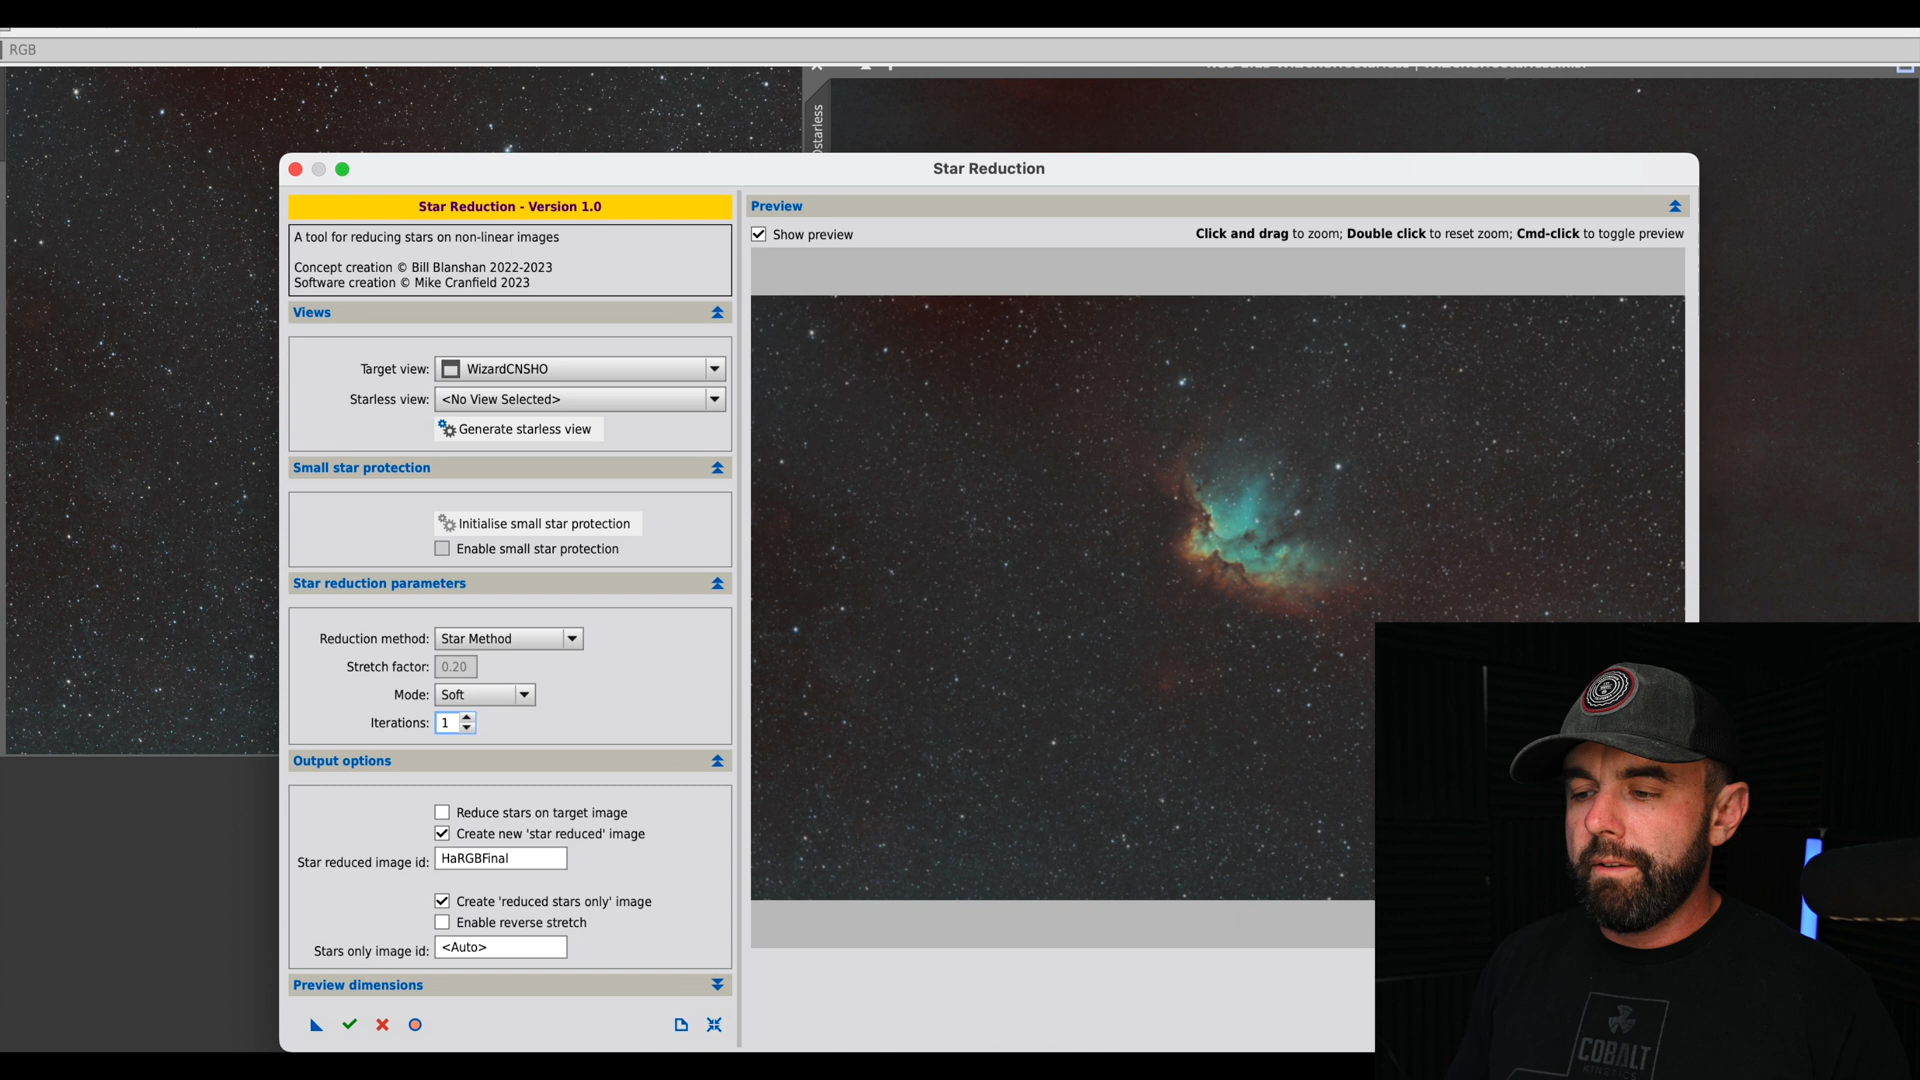 RGB
Starless
Star Reduction
Star Reduction - Version 1.0
A tool for reducing stars on non-linear images
Concept creation © Bill Blanshan 2022-2023
Software creation © Mike Cranfield 2023
Views
Target view: WizardCNSHO
Starless view: <No View Selected>
Generate starless view
Small star protection
Initialise small star protection
Enable small star protection
Star reduction parameters
Reduction method: Star Method
Stretch factor: 0.20
Mode: Soft
Iterations: 1
Output options
Reduce stars on target image
Create new 'star reduced' image
Star reduced image id: HaRGBFinal
Create 'reduced stars only' image
Enable reverse stretch
Stars only image id: <Auto>
Preview dimensions
Preview
Show preview
Click and drag to zoom; Double click to reset zoom; Cmd-click to toggle preview
COBALT
KINETICS